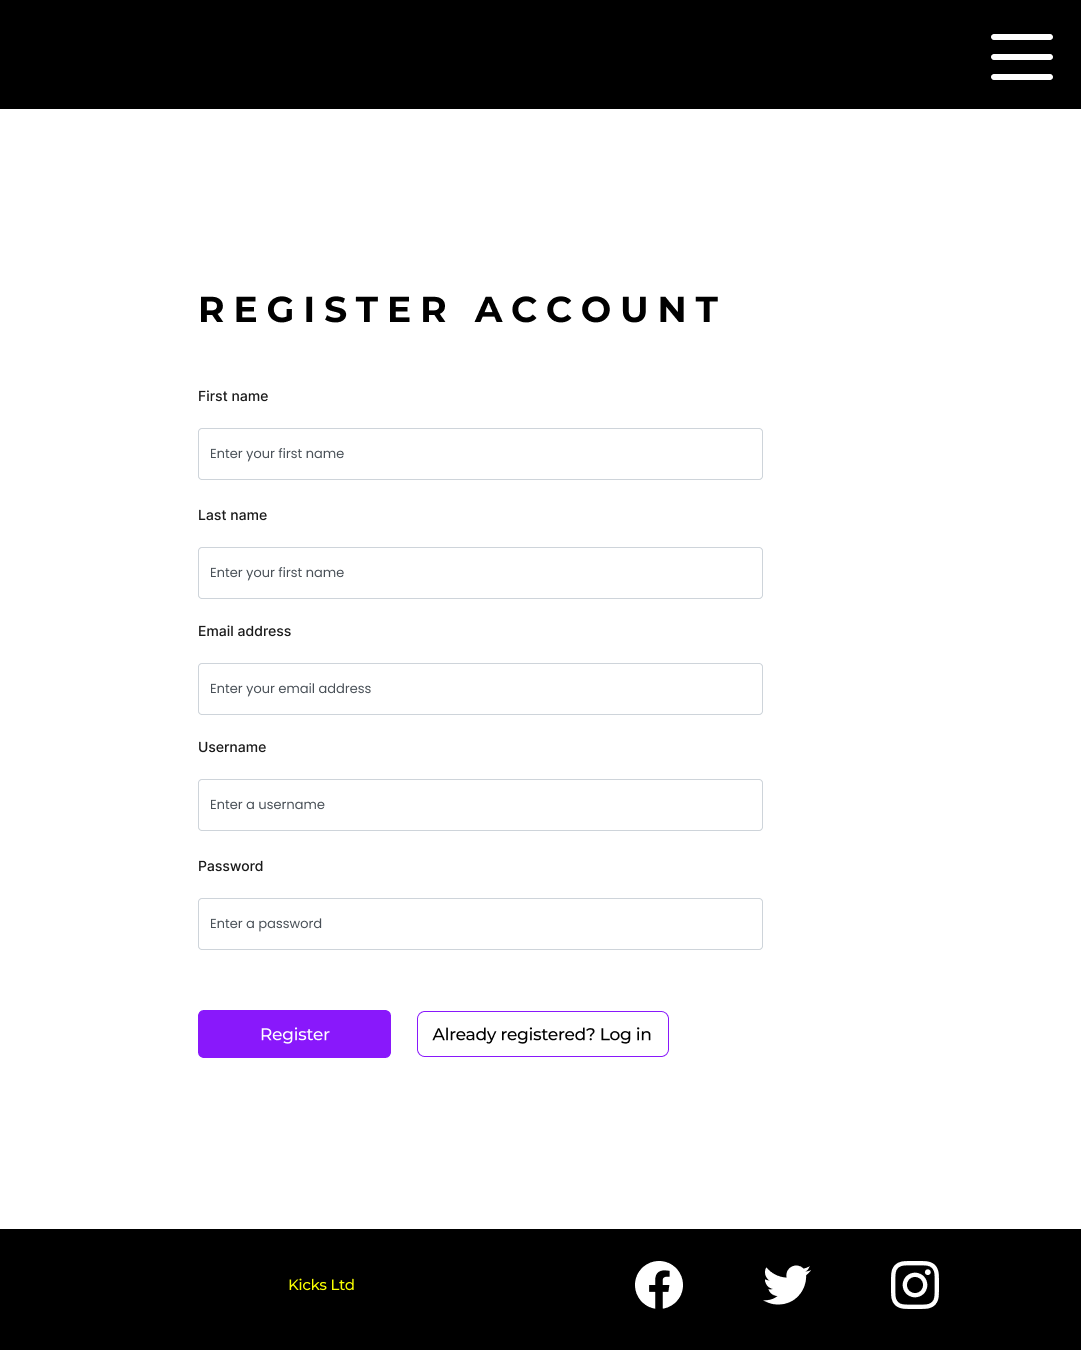 REGISTER ACCOUNT
First name
Enter your first name
Last name
Enter your first name
Email address
Enter your email address
Username
Enter a username
Password
Enter a password
Register
Already registered? Log in
Kicks Ltd